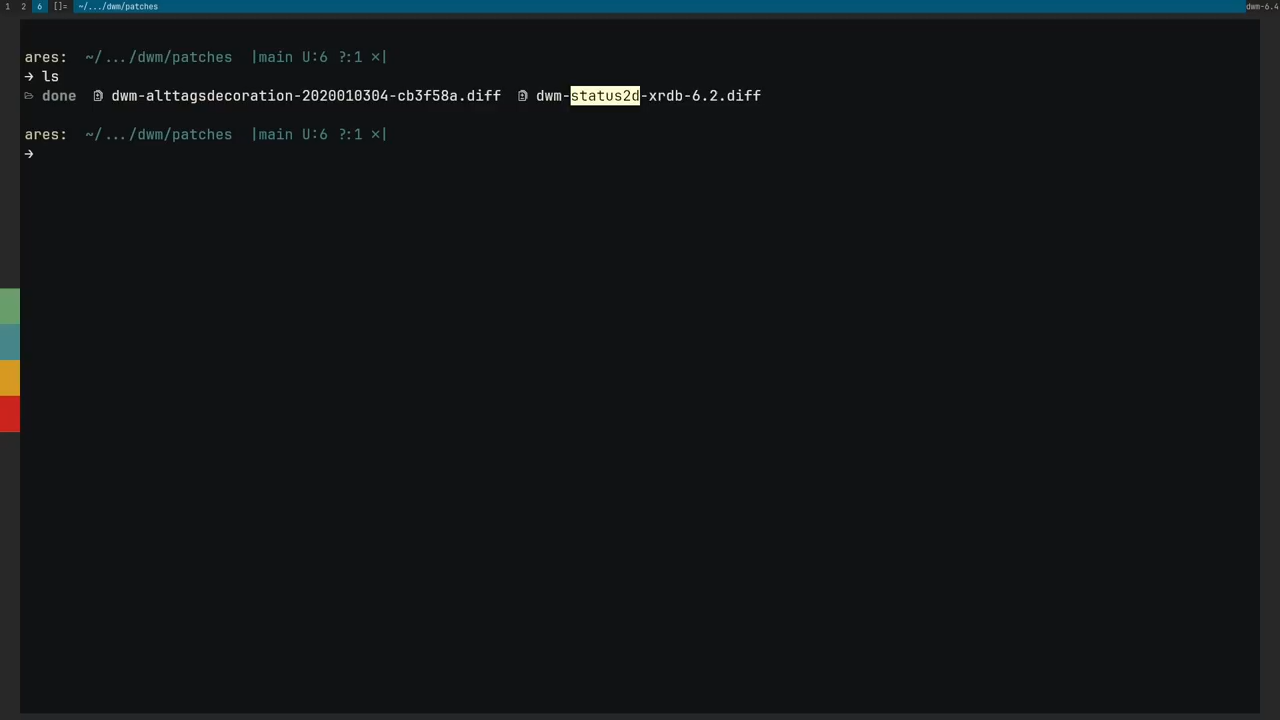 1 2 6 []= ~/.../dwm/patches dwm-6.4
ares: ~/.../dwm/patches |main U:6 ?:1 ×|
→ ls
done dwm-alttagsdecoration-2020010304-cb3f58a.diff dwm-status2d-xrdb-6.2.diff
ares: ~/.../dwm/patches |main U:6 ?:1 ×|
→